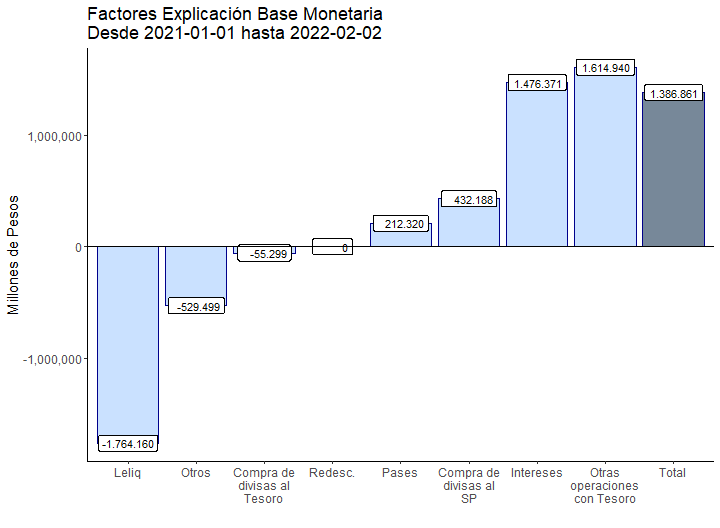 Factores Explicación Base Monetaria
Desde 2021-01-01 hasta 2022-02-02
Millones de Pesos
1,000,000
0
-1,000,000
-1.764.160
-529.499
-55.299
0
212.320
432.188
1.476.371
1.614.940
1.386.861
Leliq
Otros
Compra de
divisas al
Tesoro
Redesc.
Pases
Compra de
divisas al
SP
Intereses
Otras
operaciones
con Tesoro
Total